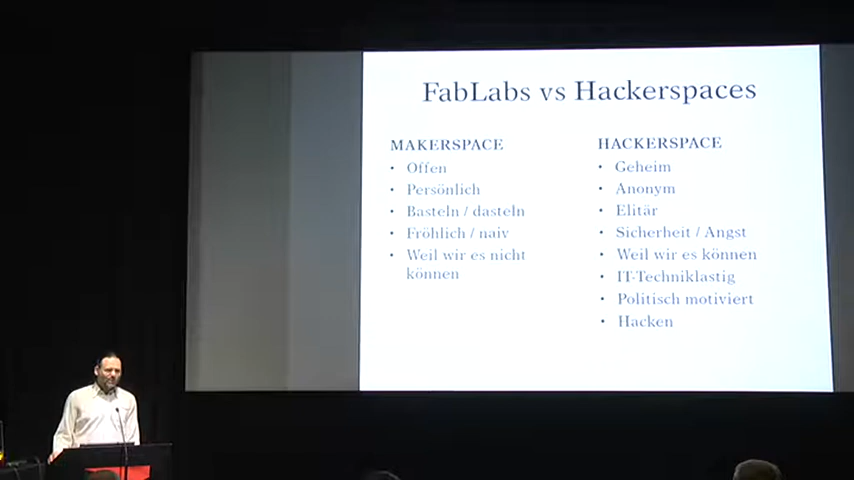 FabLabs vs Hackerspaces
MAKERSPACE
• Offen
• Persönlich
• Basteln / dasteln
• Fröhlich / naiv
• Weil wir es nicht
können
HACKERSPACE
• Geheim
• Anonym
• Elitär
• Sicherheit / Angst
• Weil wir es können
• IT-Techniklastig
• Politisch motiviert
• Hacken